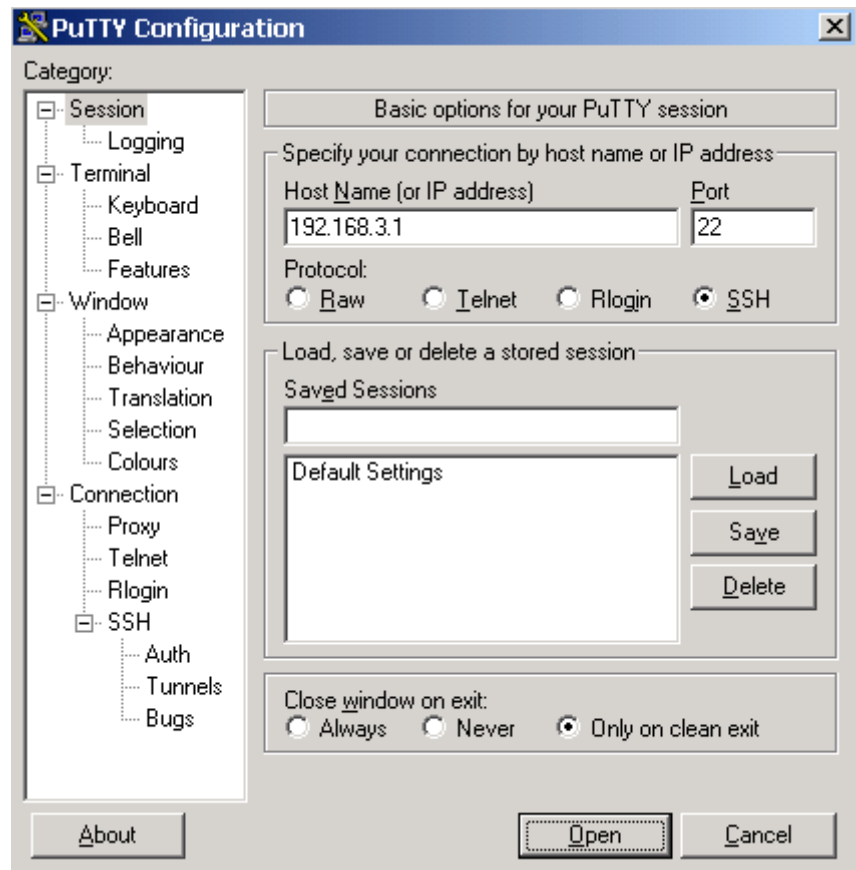 PuTTY Configuration
Category:
Session
Logging
Terminal
Keyboard
Bell
Features
Window
Appearance
Behaviour
Translation
Selection
Colours
Connection
Proxy
Telnet
Rlogin
SSH
Auth
Tunnels
Bugs
Basic options for your PuTTY session
Specify your connection by host name or IP address
Host Name (or IP address) Port
192.168.3.1 22
Protocol:
Raw Telnet Rlogin SSH
Load, save or delete a stored session
Saved Sessions
Default Settings
Load
Save
Delete
Close window on exit:
Always Never Only on clean exit
About Open Cancel